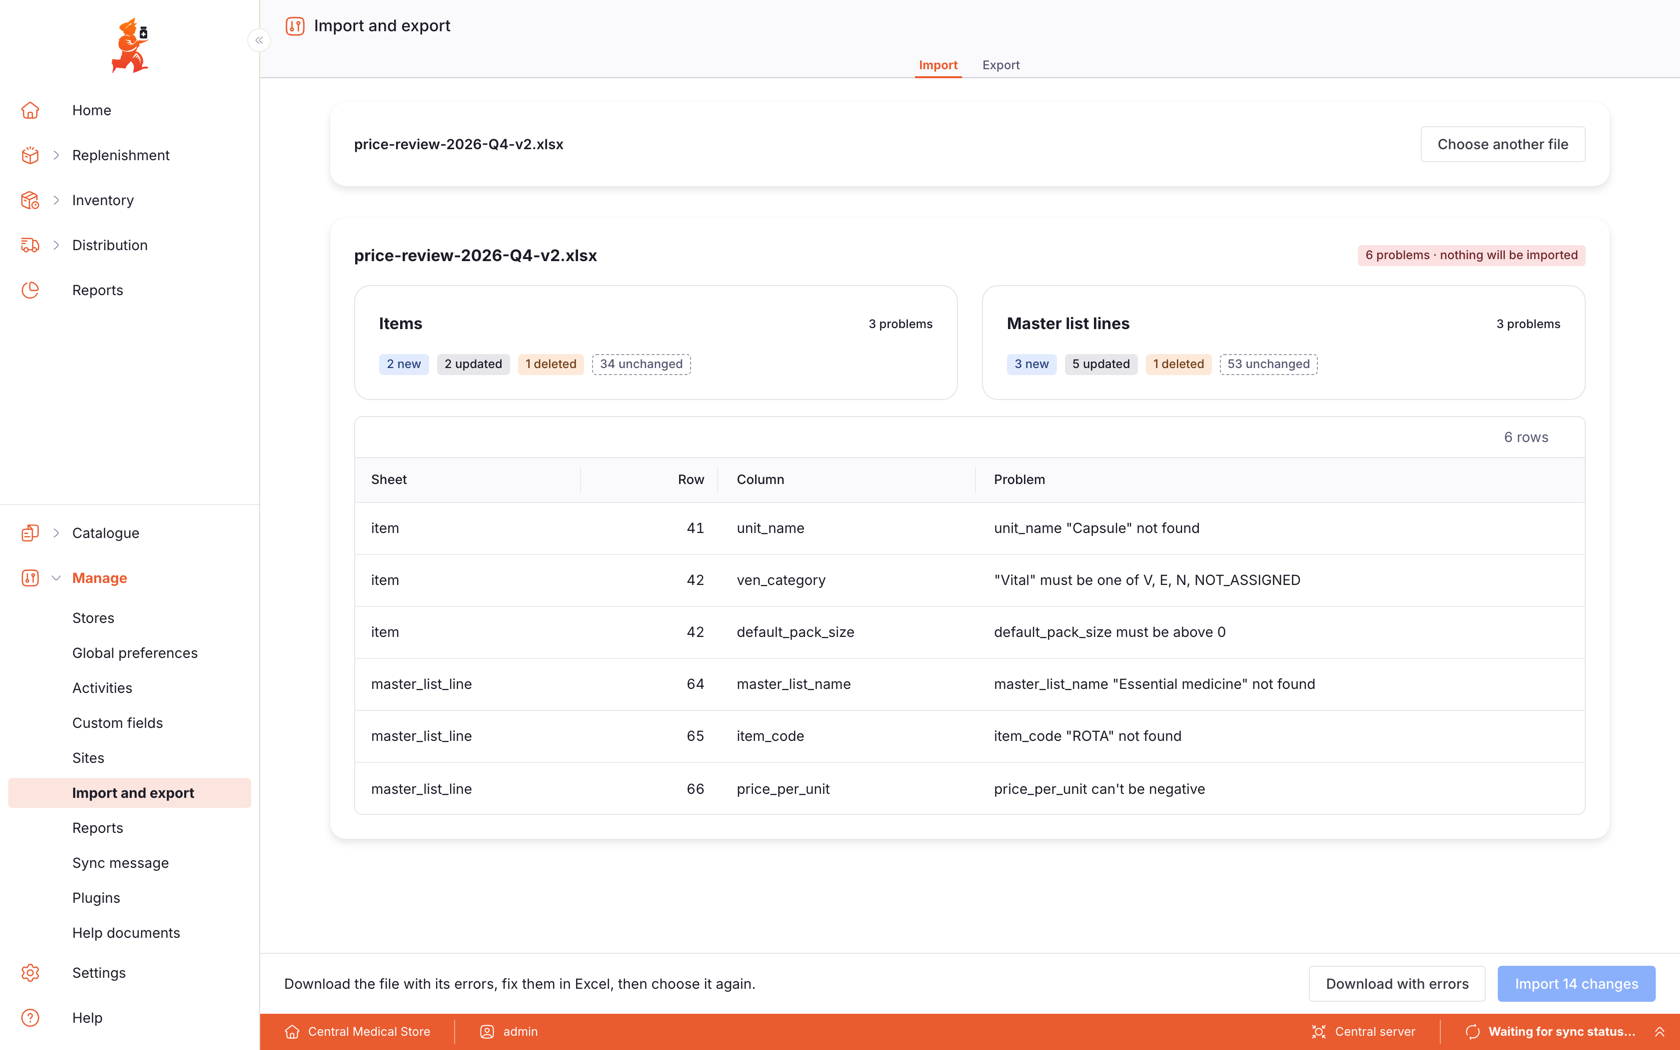 Import and export
Import
Export
Home
Replenishment
Inventory
Distribution
Reports
Catalogue
Manage
Stores
Global preferences
Activities
Custom fields
Sites
Import and export
Reports
Sync message
Plugins
Help documents
Settings
Help
price-review-2026-Q4-v2.xlsx
Choose another file
price-review-2026-Q4-v2.xlsx
6 problems · nothing will be imported
Items
3 problems
2 new
2 updated
1 deleted
34 unchanged
Master list lines
3 problems
3 new
5 updated
1 deleted
53 unchanged
6 rows
Sheet Row Column Problem
item 41 unit_name unit_name "Capsule" not found
item 42 ven_category "Vital" must be one of V, E, N, NOT_ASSIGNED
item 42 default_pack_size default_pack_size must be above 0
master_list_line 64 master_list_name master_list_name "Essential medicine" not found
master_list_line 65 item_code item_code "ROTA" not found
master_list_line 66 price_per_unit price_per_unit can't be negative
Download the file with its errors, fix them in Excel, then choose it again.
Download with errors
Import 14 changes
Central Medical Store
admin
Central server
Waiting for sync status...